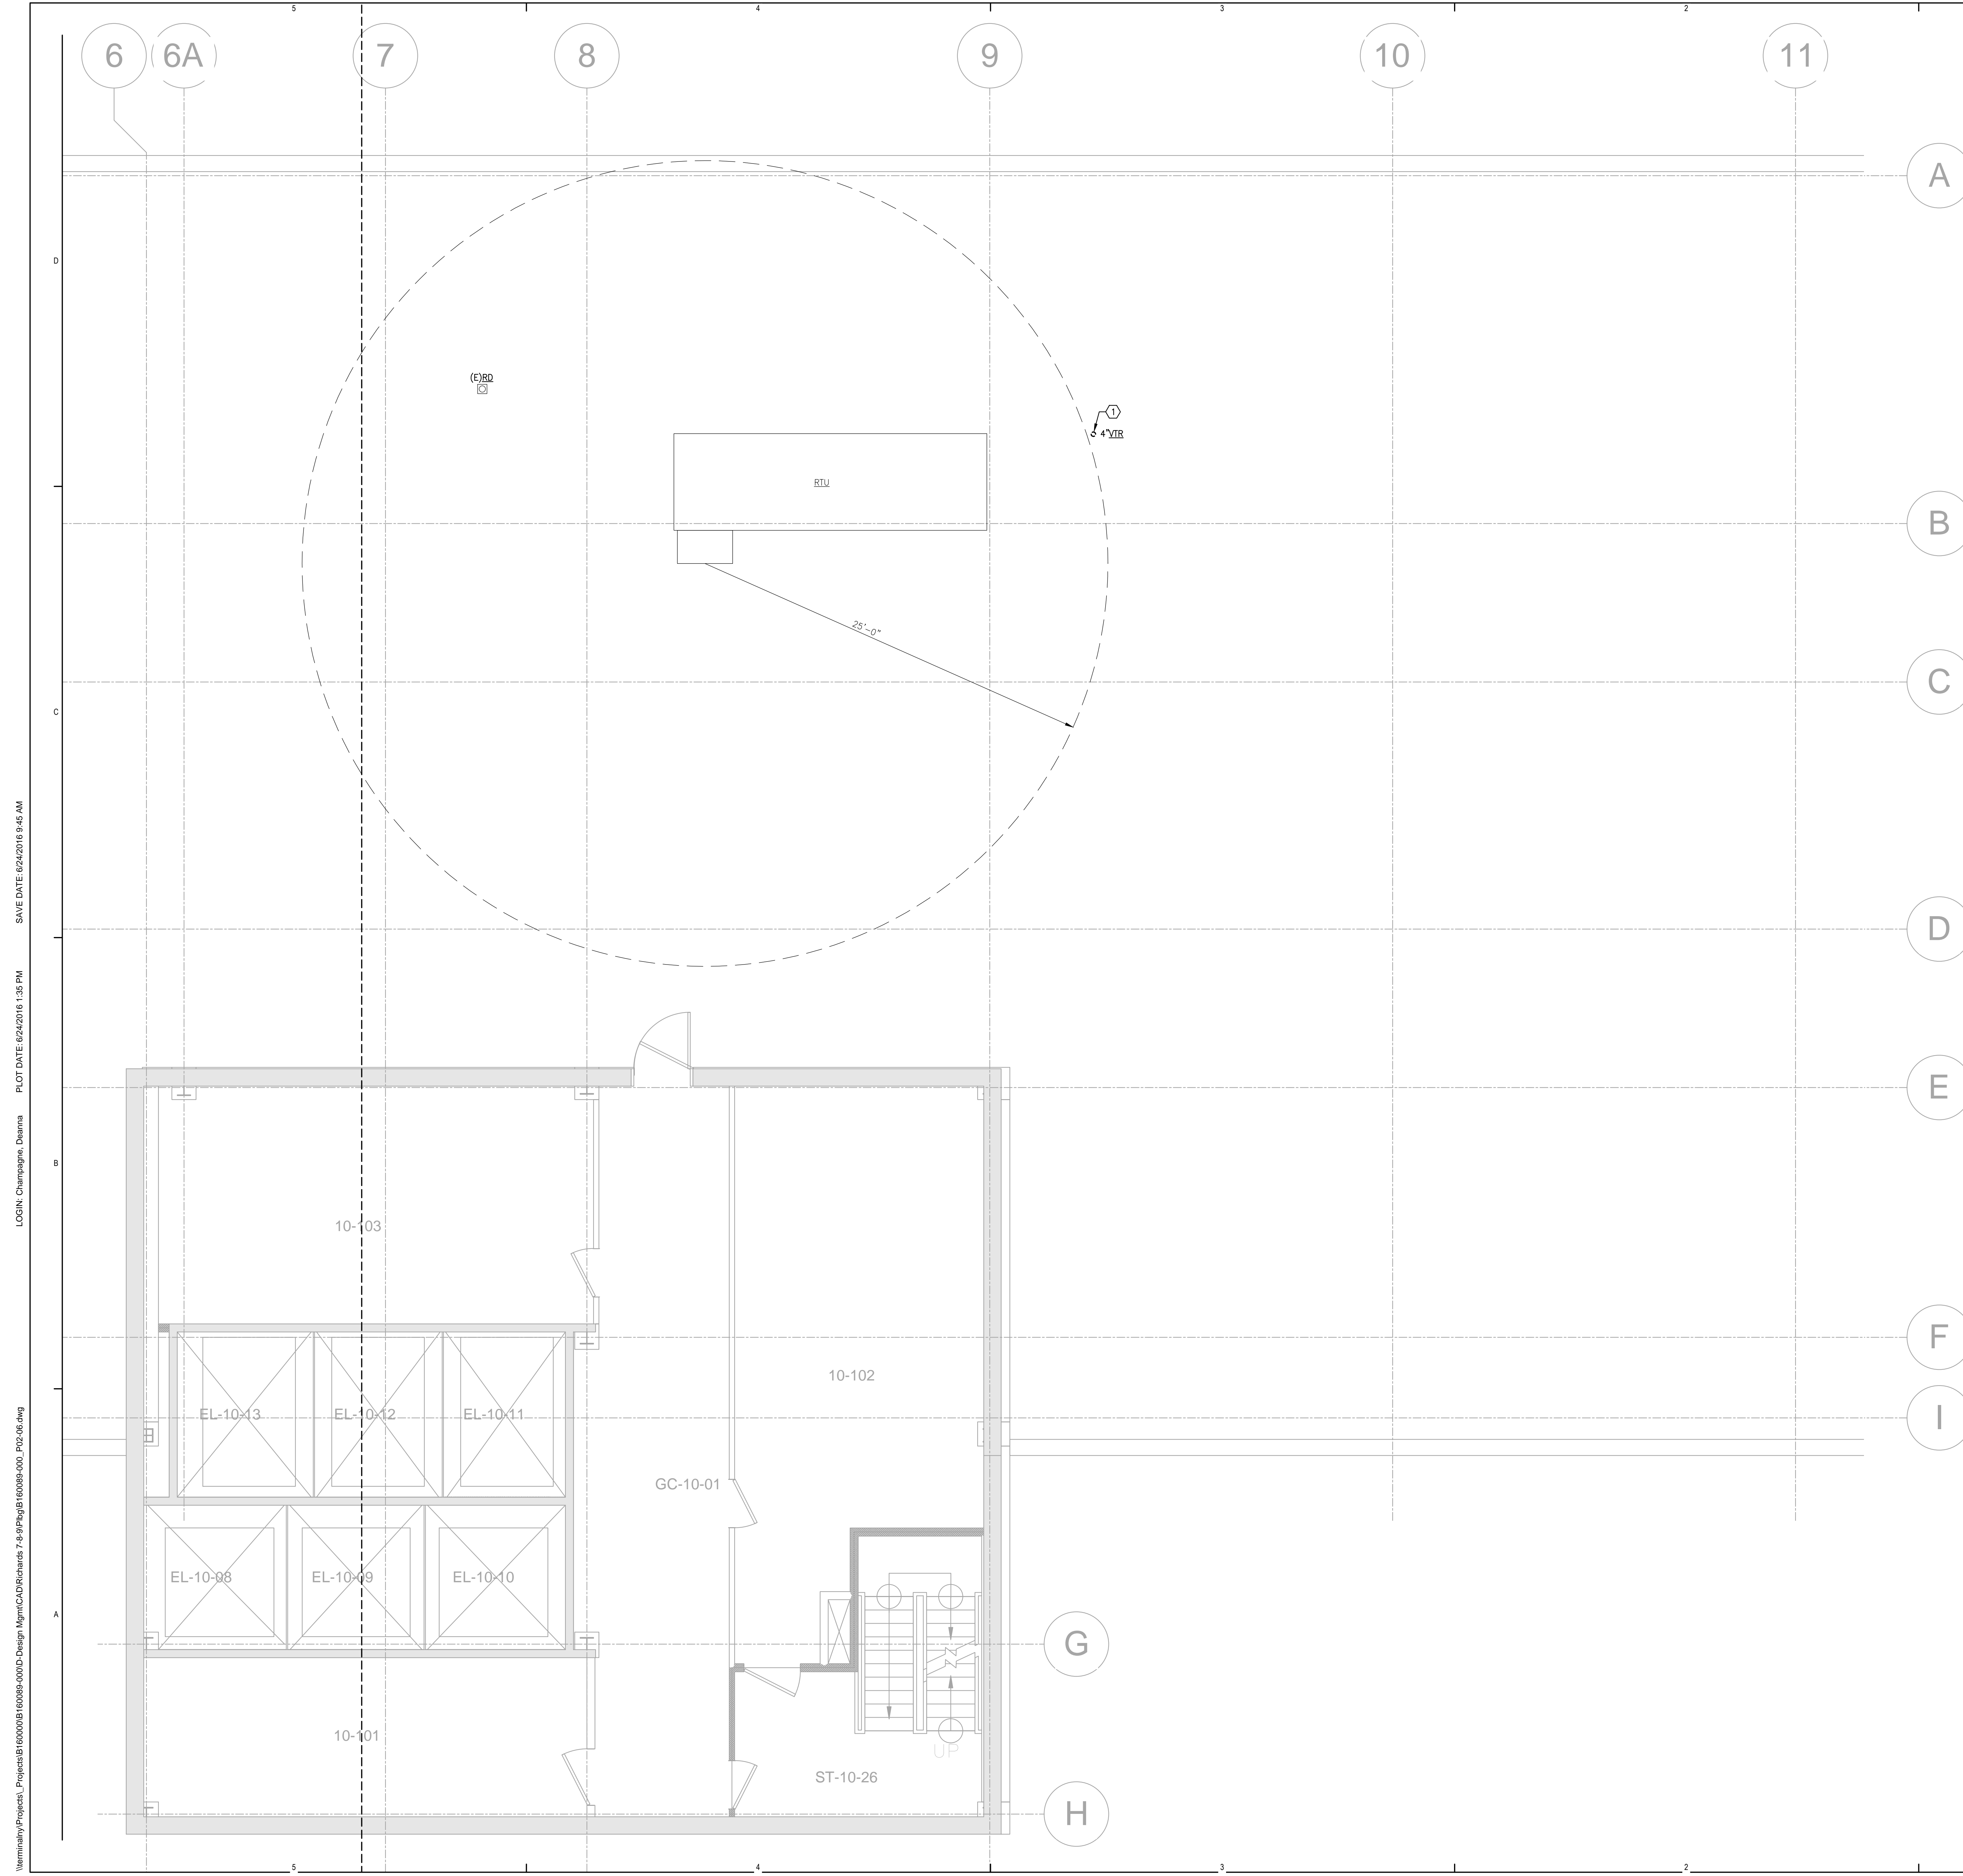 5 4 3 2
6 6A 7 8 9 10 11
A
D
(E)RD
1
4"VTR
RTU
B
25'-0"
C
C
D
E
B
10-103
F
10-102
EL-10-13 EL-10-12 EL-10-11
I
GC-10-01
EL-10-08 EL-10-09 EL-10-10
A
G
10-101
UP
ST-10-26
H
5 4 3 2
\\terminalny\Projects\_Projects\B160000\B160089-000\D-Design Mgmt\CAD\Richards 7-8-9\Plbg\B160089-000_P02-06.dwg LOGIN: Champagne, Deanna PLOT DATE: 6/24/2016 1:35 PM SAVE DATE: 6/24/2016 9:45 AM